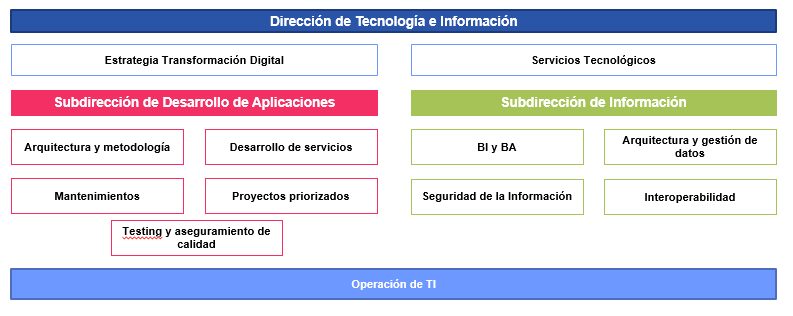 Dirección de Tecnología e Información
Estrategia Transformación Digital
Servicios Tecnológicos
Subdirección de Desarrollo de Aplicaciones
Subdirección de Información
Arquitectura y metodología
Desarrollo de servicios
BI y BA
Arquitectura y gestión de
datos
Mantenimientos
Proyectos priorizados
Seguridad de la Información
Interoperabilidad
Testing y aseguramiento de
calidad
Operación de TI